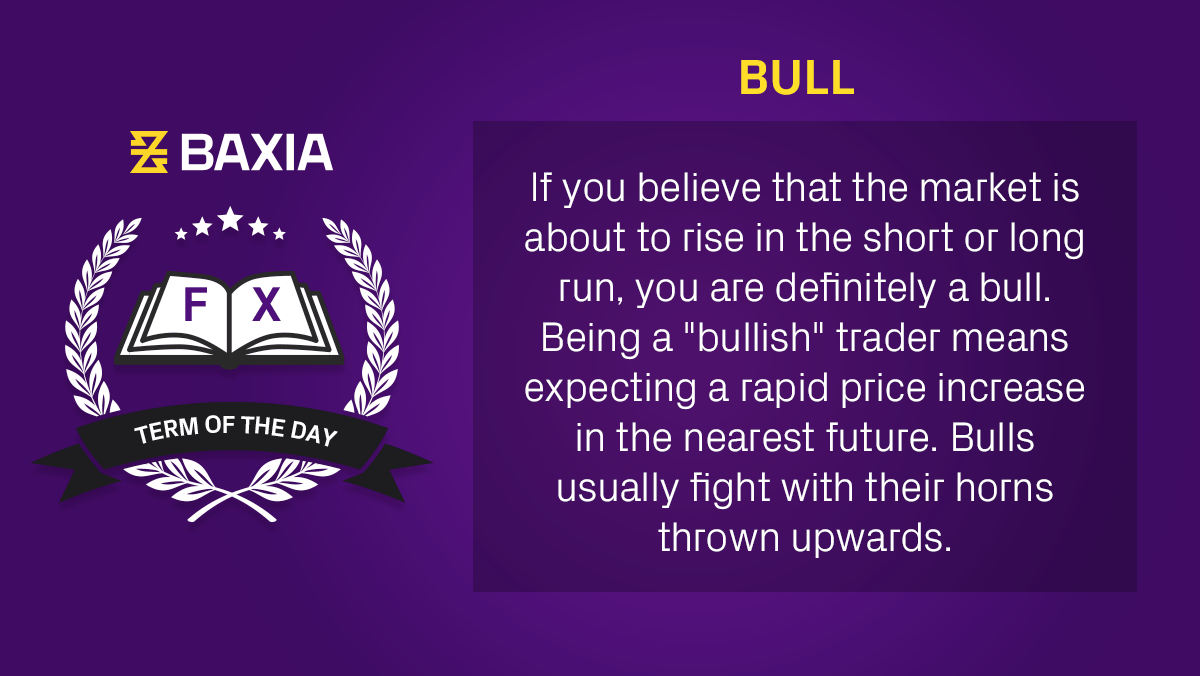 BAXIA
F X
TERM OF THE DAY
BULL
If you believe that the market is
about to rise in the short or long
run, you are definitely a bull.
Being a "bullish" trader means
expecting a rapid price increase
in the nearest future. Bulls
usually fight with their horns
thrown upwards.